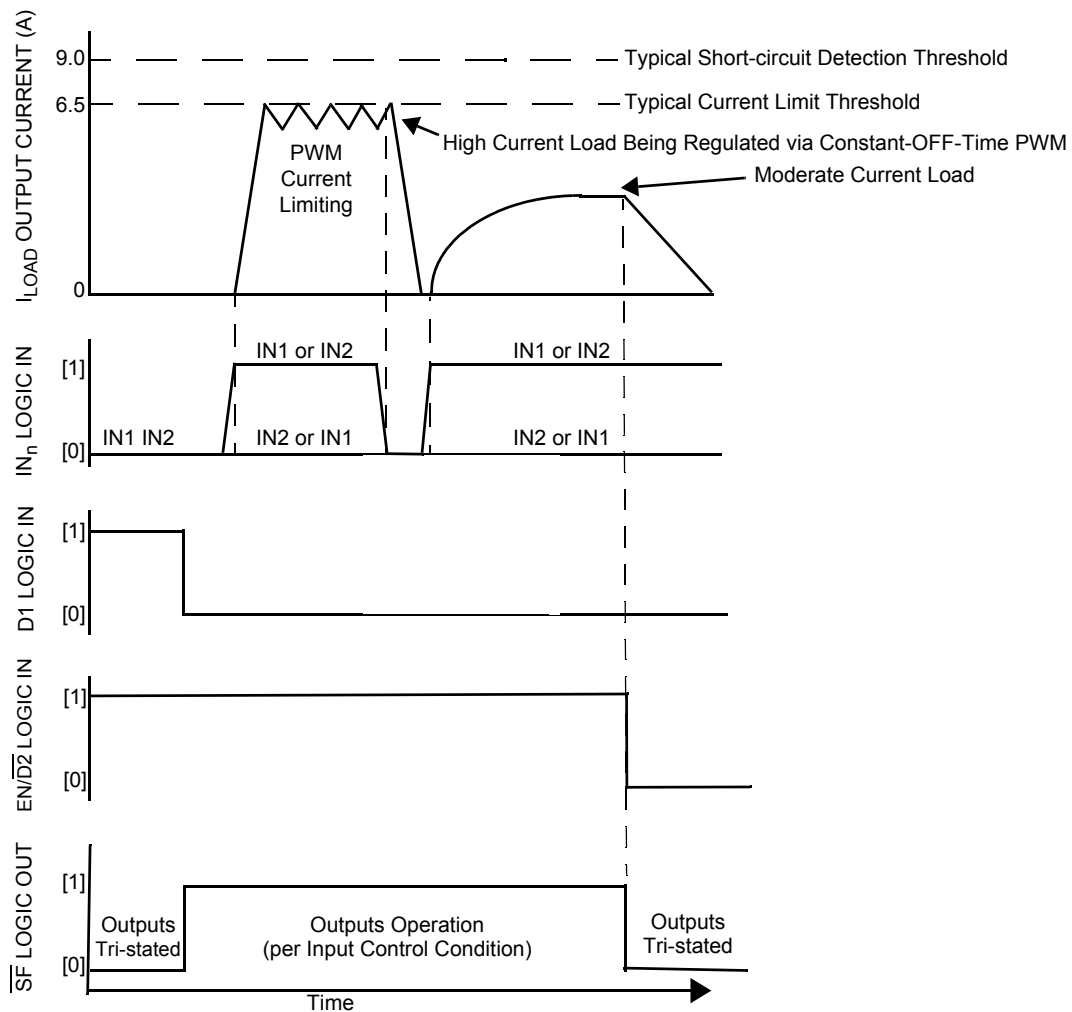 I_LOAD OUTPUT CURRENT (A)
9.0
Typical Short-circuit Detection Threshold
6.5
Typical Current Limit Threshold
High Current Load Being Regulated via Constant-OFF-Time PWM
PWM
Current
Limiting
Moderate Current Load
0
IN_n LOGIC IN
[1]
IN1 or IN2
IN1 or IN2
[0]
IN1 IN2
IN2 or IN1
IN2 or IN1
D1 LOGIC IN
[1]
[0]
EN/D2 LOGIC IN
[1]
[0]
SF LOGIC OUT
[1]
[0]
Outputs
Tri-stated
Outputs Operation
(per Input Control Condition)
Outputs
Tri-stated
Time